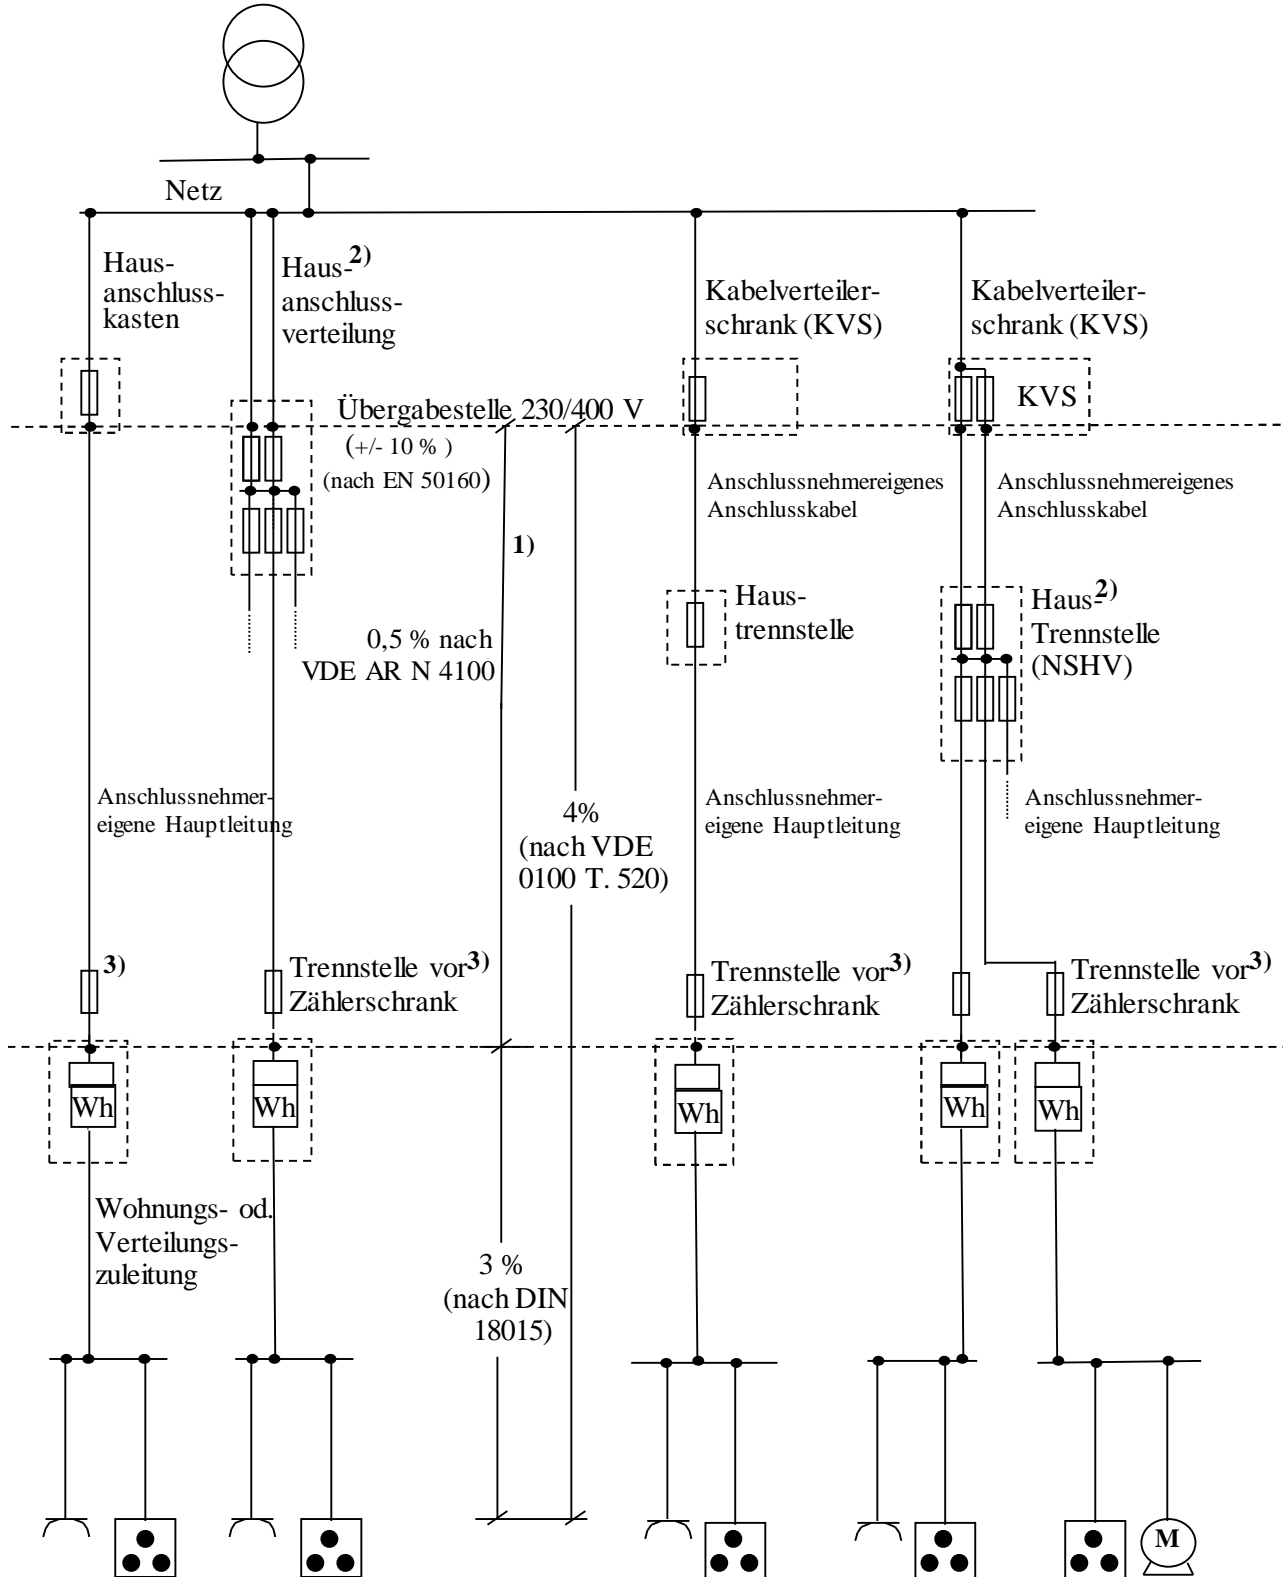 Netz
Haus-
anschluss-
kasten
Haus-2)
anschluss-
verteilung
Kabelverteiler-
schrank (KVS)
Kabelverteiler-
schrank (KVS)
KVS
Übergabestelle 230/400 V
(+/- 10 % )
(nach EN 50160)
Anschlussnehmereigenes
Anschlusskabel
Anschlussnehmereigenes
Anschlusskabel
1)
Haus-
trennstelle
Haus-2)
Trennstelle
(NSHV)
0,5 % nach
VDE AR N 4100
Anschlussnehmer-
eigene Hauptleitung
4%
(nach VDE
0100 T. 520)
Anschlussnehmer-
eigene Hauptleitung
Anschlussnehmer-
eigene Hauptleitung
3)
Trennstelle vor3)
Zählerschrank
Trennstelle vor3)
Zählerschrank
Trennstelle vor3)
Zählerschrank
Wh
Wh
Wh
Wh
Wh
Wohnungs- od.
Verteilungs-
zuleitung
3 %
(nach DIN
18015)
M